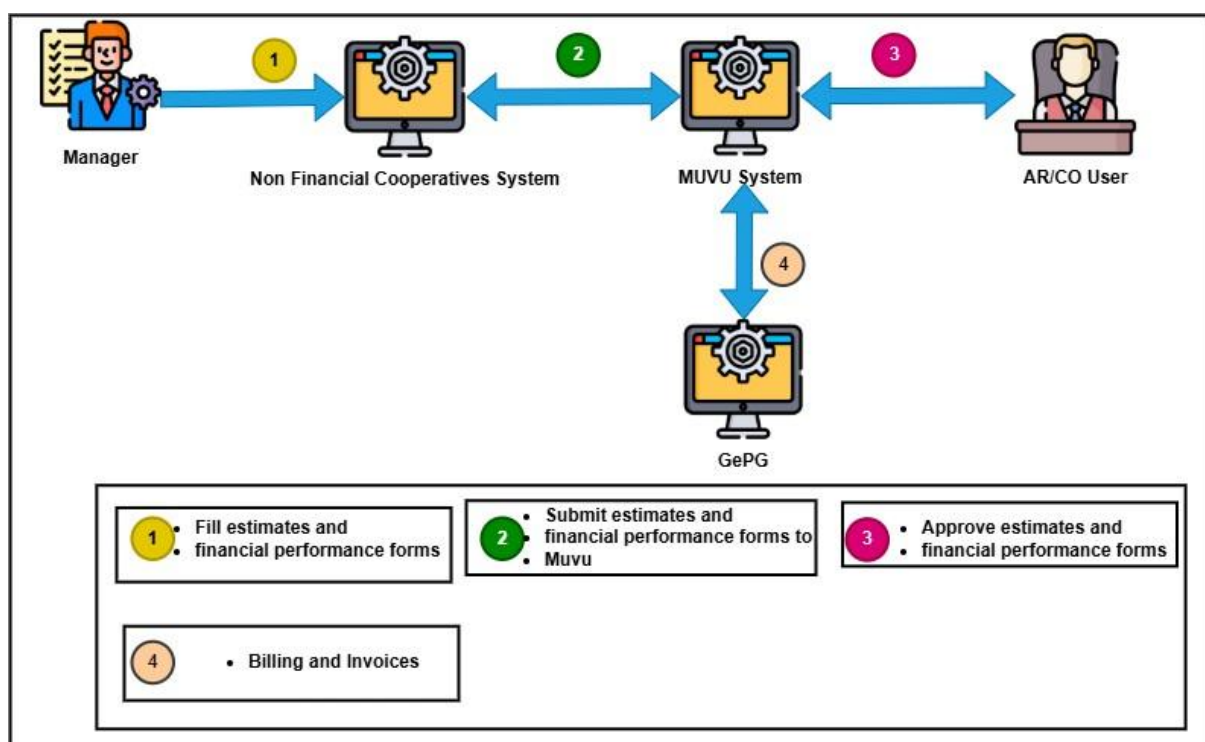 1
2
3
Manager
Non Financial Cooperatives System
MUVU System
AR/CO User
4
GePG
1
• Fill estimates and
• financial performance forms
2
• Submit estimates and
• financial performance forms to
• Muvu
3
• Approve estimates and
• financial performance forms
4
• Billing and Invoices